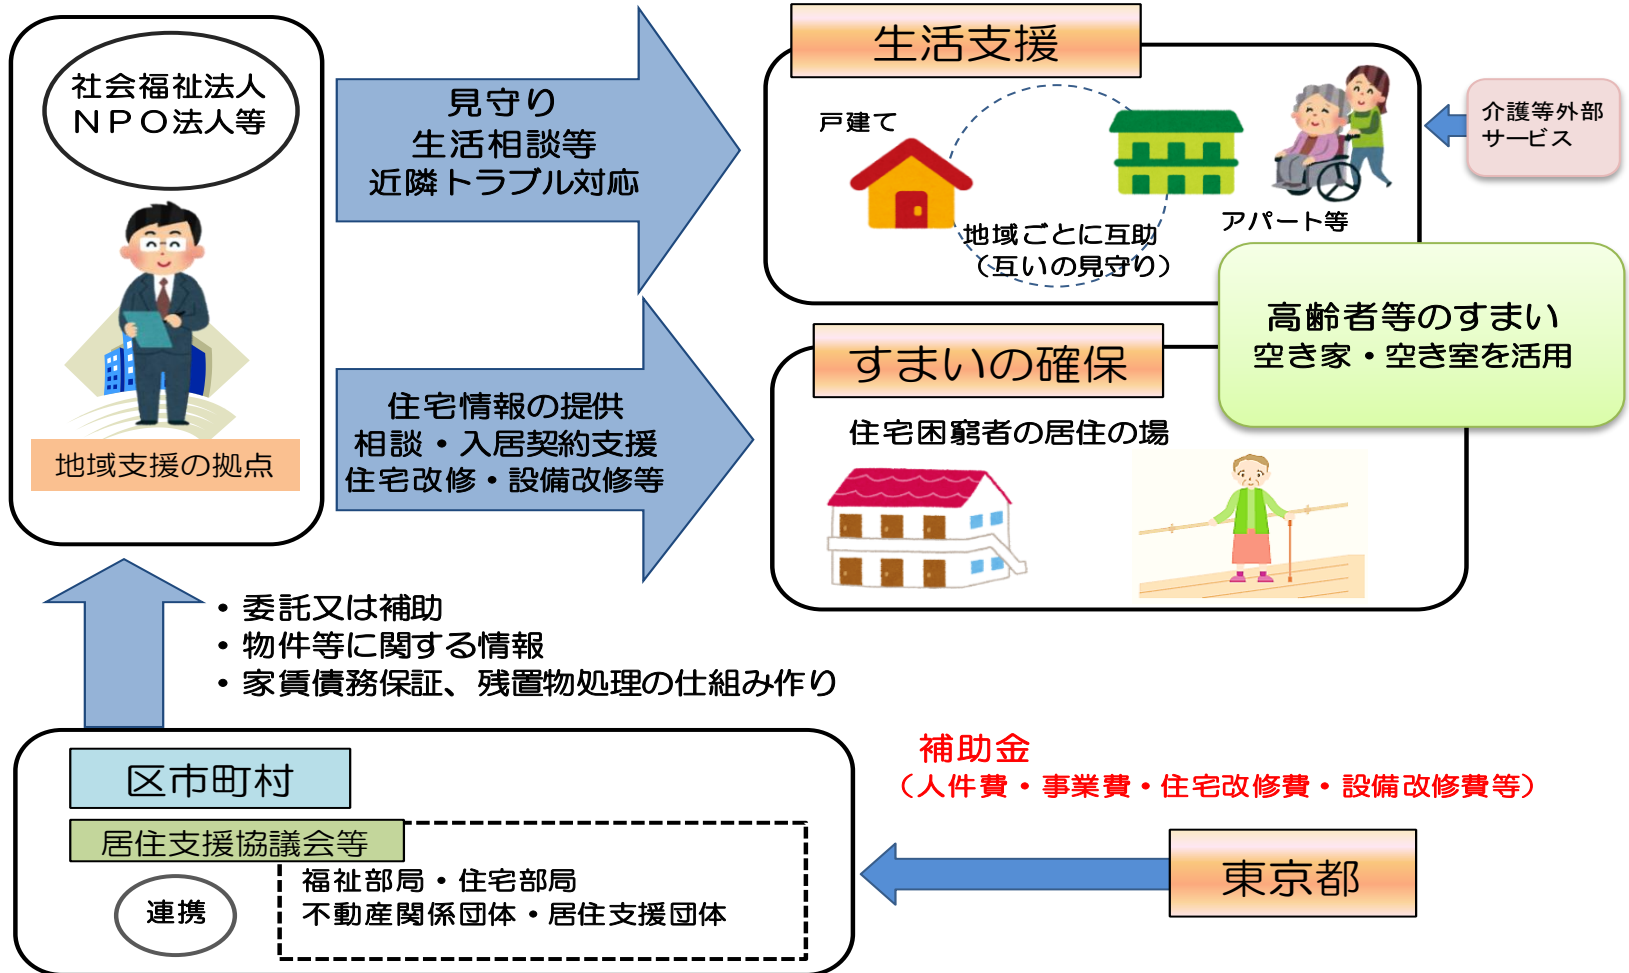 社会福祉法人
NPO法人等
地域支援の拠点
見守り
生活相談等
近隣トラブル対応
住宅情報の提供
相談・入居契約支援
住宅改修・設備改修等
生活支援
戸建て
地域ごとに互助
（互いの見守り）
アパート等
介護等外部
サービス
高齢者等のすまい
空き家・空き室を活用
すまいの確保
住宅困窮者の居住の場
・委託又は補助
・物件等に関する情報
・家賃債務保証、残置物処理の仕組み作り
区市町村
居住支援協議会等
連携
福祉部局・住宅部局
不動産関係団体・居住支援団体
補助金
（人件費・事業費・住宅改修費・設備改修費等）
東京都